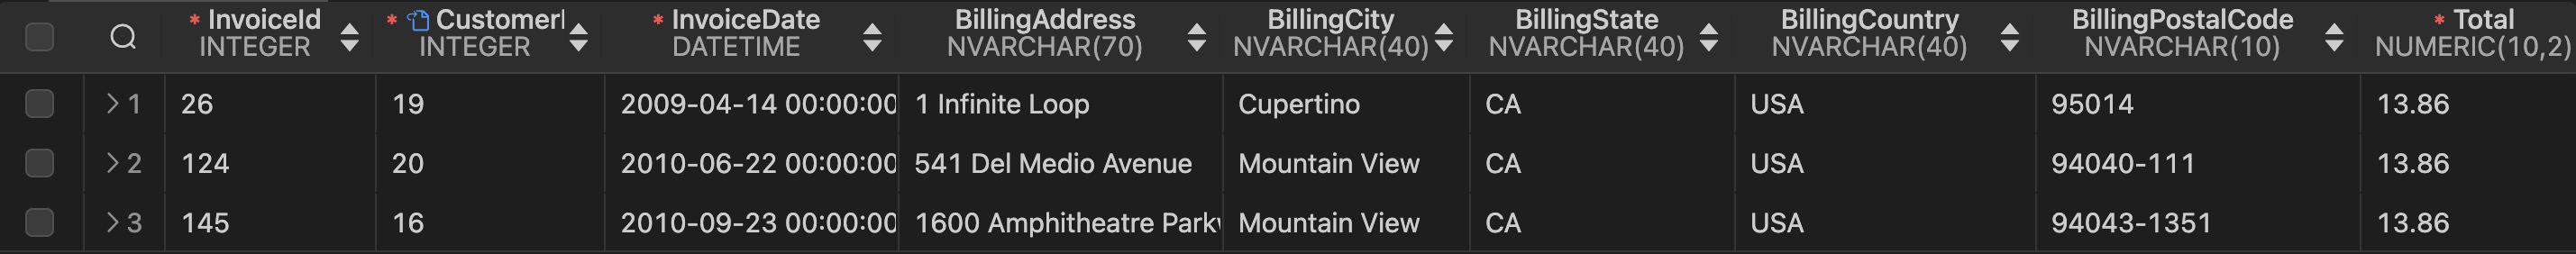 * InvoiceId * Customer * InvoiceDate BillingAddress BillingCity BillingState BillingCountry BillingPostalCode * Total
INTEGER INTEGER DATETIME NVARCHAR(70) NVARCHAR(40) NVARCHAR(40) NVARCHAR(40) NVARCHAR(10) NUMERIC(10,2)
1 26 19 2009-04-14 00:00:00 1 Infinite Loop Cupertino CA USA 95014 13.86
2 124 20 2010-06-22 00:00:00 541 Del Medio Avenue Mountain View CA USA 94040-111 13.86
3 145 16 2010-09-23 00:00:00 1600 Amphitheatre Park Mountain View CA USA 94043-1351 13.86